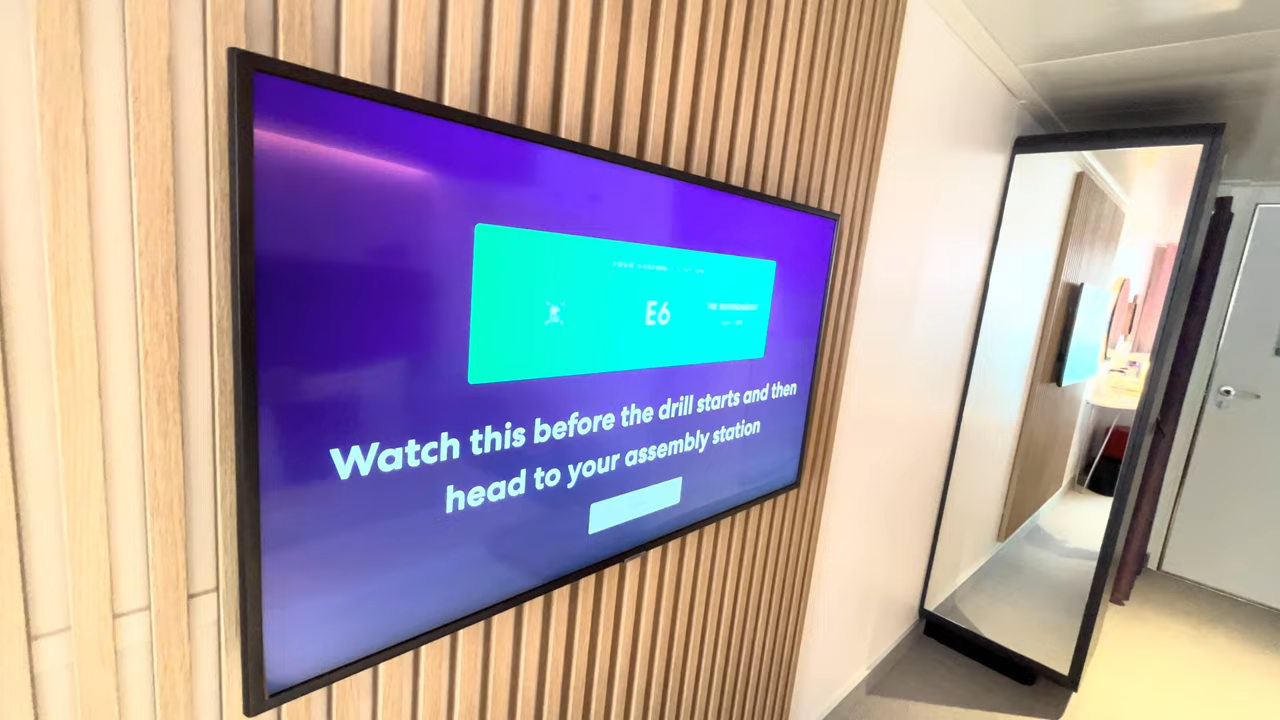 E6
Watch this before the drill starts and then
head to your assembly station